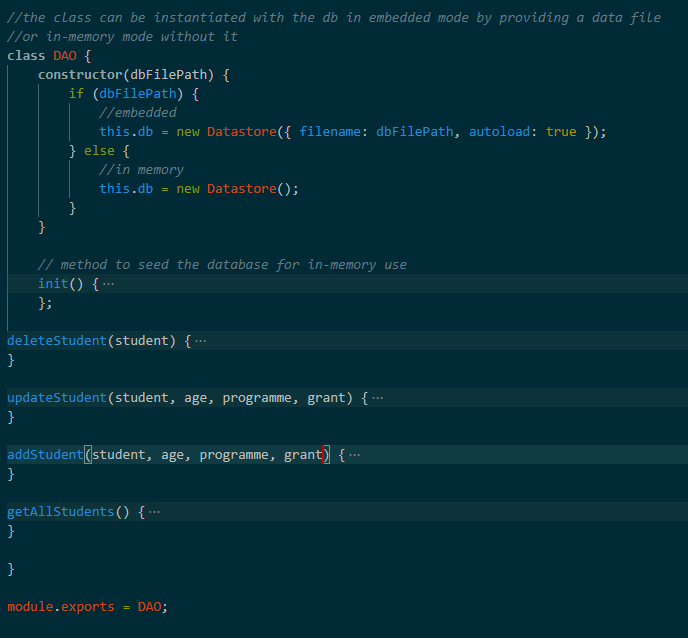 //the class can be instantiated with the db in embedded mode by providing a data file
//or in-memory mode without it
class DAO {
    constructor(dbFilePath) {
        if (dbFilePath) {
            //embedded
            this.db = new Datastore({ filename: dbFilePath, autoload: true });
        } else {
            //in memory
            this.db = new Datastore();
        }
    }

    // method to seed the database for in-memory use
    init() { ···
    };

deleteStudent(student) { ···
}

updateStudent(student, age, programme, grant) { ···
}

addStudent(student, age, programme, grant) { ···
}

getAllStudents() { ···
}

}

module.exports = DAO;